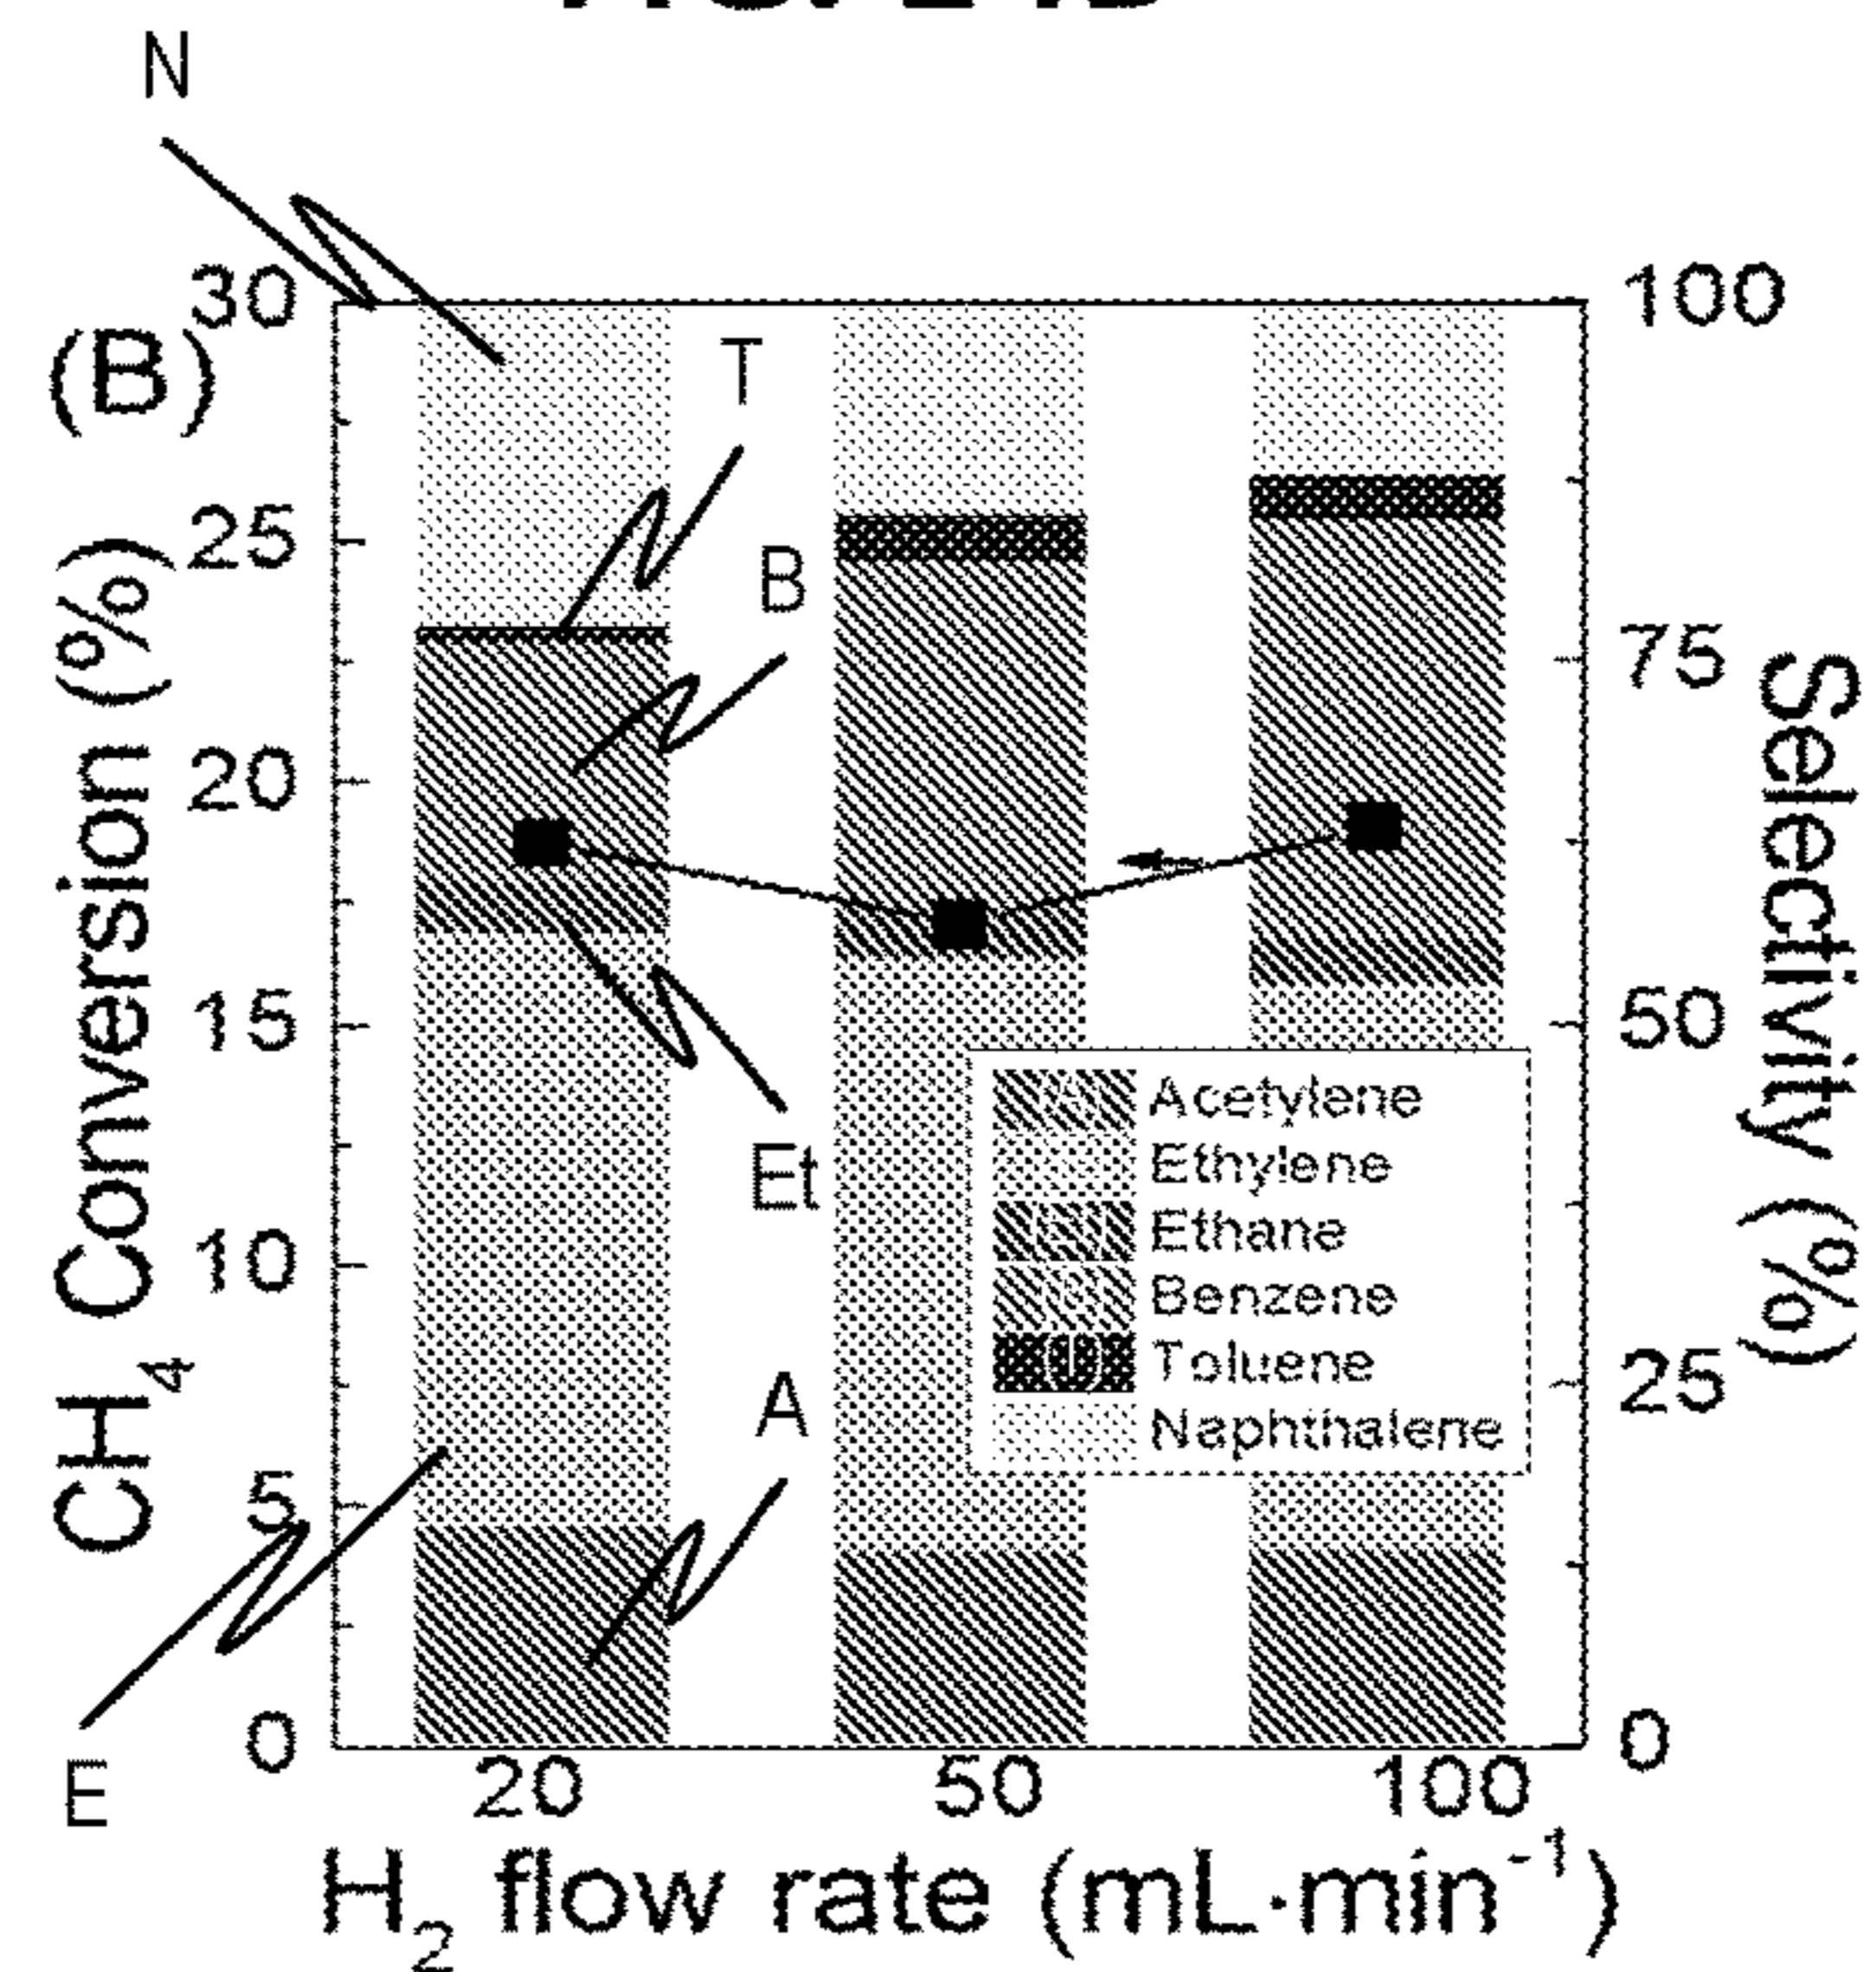 N
30
100
(B)
T
25
B
75
20
CH4 Conversion (%)
Selectivity (%)
15
50
Acetylene
Ethylene
Et
Ethane
10
Benzene
Toluene
25
A
Naphthalene
5
0
0
E
20 50 100
H2 flow rate (mL·min-1)